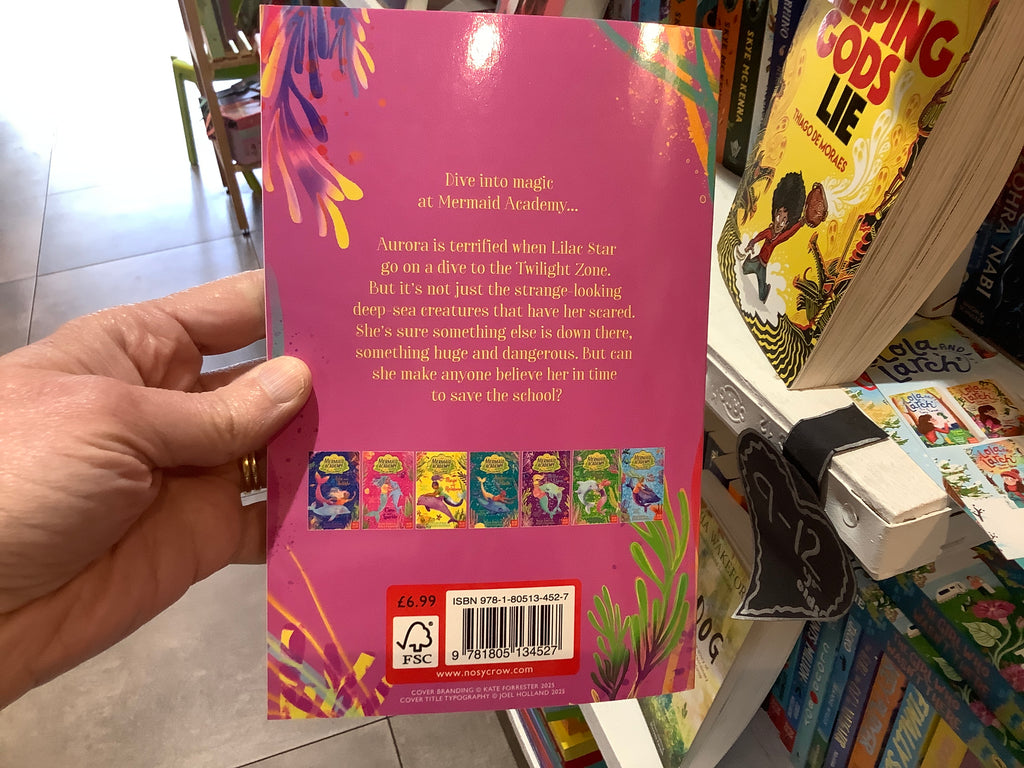 Dive into magic
at Mermaid Academy...
Aurora is terrified when Lilac Star
go on a dive to the Twilight Zone.
But it's not just the strange-looking
deep-sea creatures that have her scared.
She's sure something else is down there,
something huge and dangerous. But can
she make anyone believe her in time
to save the school?
£6.99
ISBN 978-1-80513-452-7
FSC
9 781805 134527
www.nosycrow.com
COVER BRANDING © KATE FORRESTER 2025
COVER TITLE TYPOGRAPHY © JOEL HOLLAND 2025
GODS
LIE
THIAGO DE MORAES
SKYE MCKENNA
NABI
Lola AND
Larch